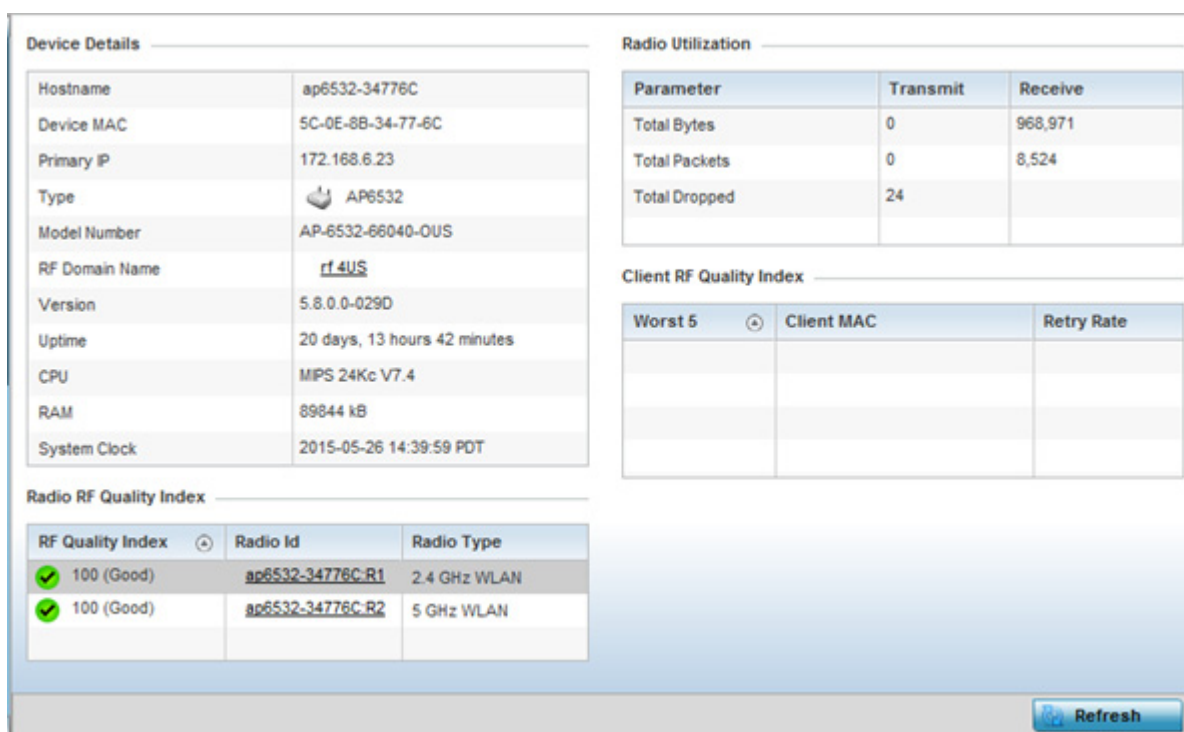 Device Details
Hostname ap6532-34776C
Device MAC 5C-0E-8B-34-77-6C
Primary IP 172.168.6.23
Type AP6532
Model Number AP-6532-66040-OUS
RF Domain Name rf 4US
Version 5.8.0.0-029D
Uptime 20 days, 13 hours 42 minutes
CPU MIPS 24Kc V7.4
RAM 89844 kB
System Clock 2015-05-26 14:39:59 PDT
Radio RF Quality Index
RF Quality Index Radio Id Radio Type
100 (Good) ap6532-34776C:R1 2.4 GHz WLAN
100 (Good) ap6532-34776C:R2 5 GHz WLAN
Radio Utilization
Parameter Transmit Receive
Total Bytes 0 968,971
Total Packets 0 8,524
Total Dropped 24
Client RF Quality Index
Worst 5 Client MAC Retry Rate
Refresh